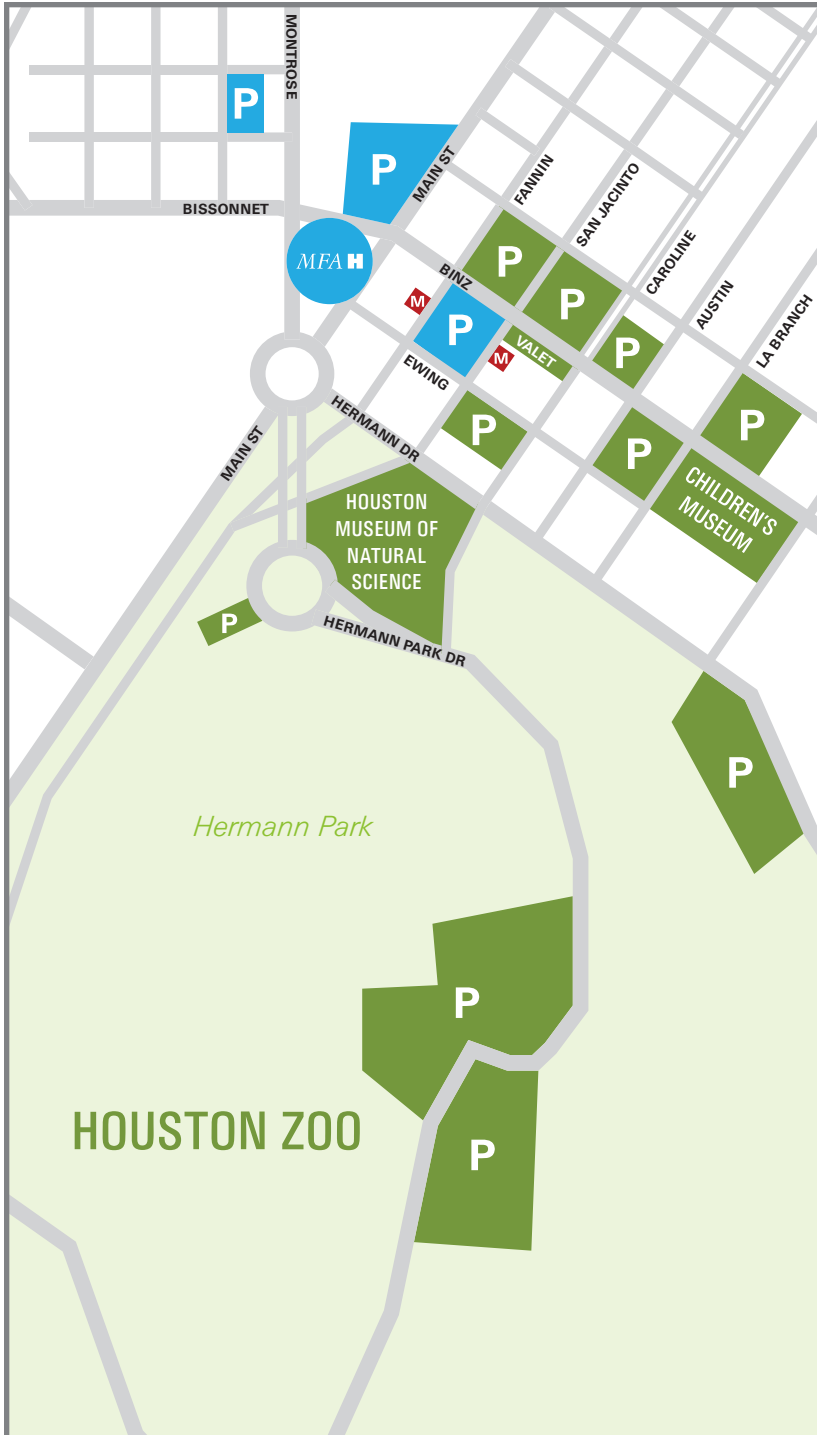 MONTROSE
P
P
MAIN ST
FANNIN
SAN JACINTO
BISSONNET
CAROLINE
MFA H
BINZ
P
P
AUSTIN
LA BRANCH
M
P
VALET
M
P
EWING
HERMANN DR
P
P
P
MAIN ST
CHILDREN'S
MUSEUM
HOUSTON
MUSEUM OF
NATURAL
SCIENCE
P
HERMANN PARK DR
P
Hermann Park
P
HOUSTON ZOO
P